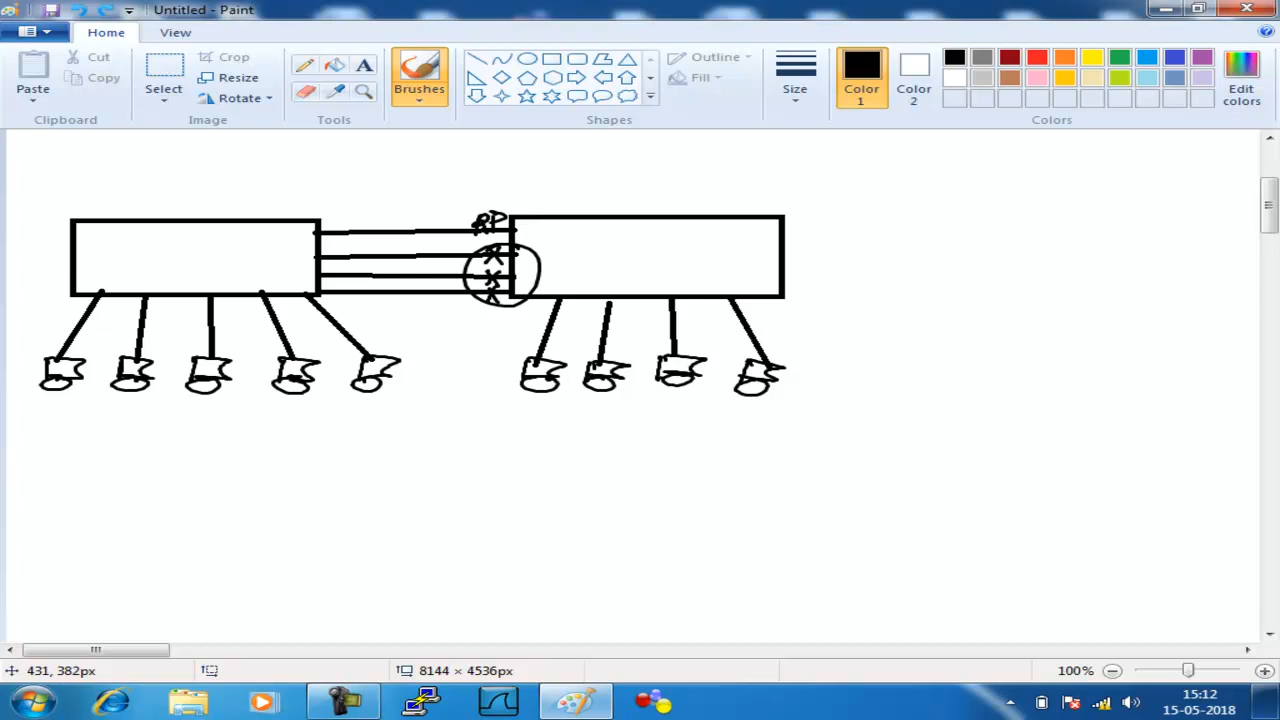 Untitled - Paint
Home View
Cut
Copy
Paste
Clipboard
Crop
Resize
Rotate
Select
Image
A
Tools
Brushes
Outline
Fill
Shapes
Size
Color 1
Color 2
Edit colors
Colors
RP
X
X
X
431, 382px
8144 × 4536px
100%
15:12
15-05-2018